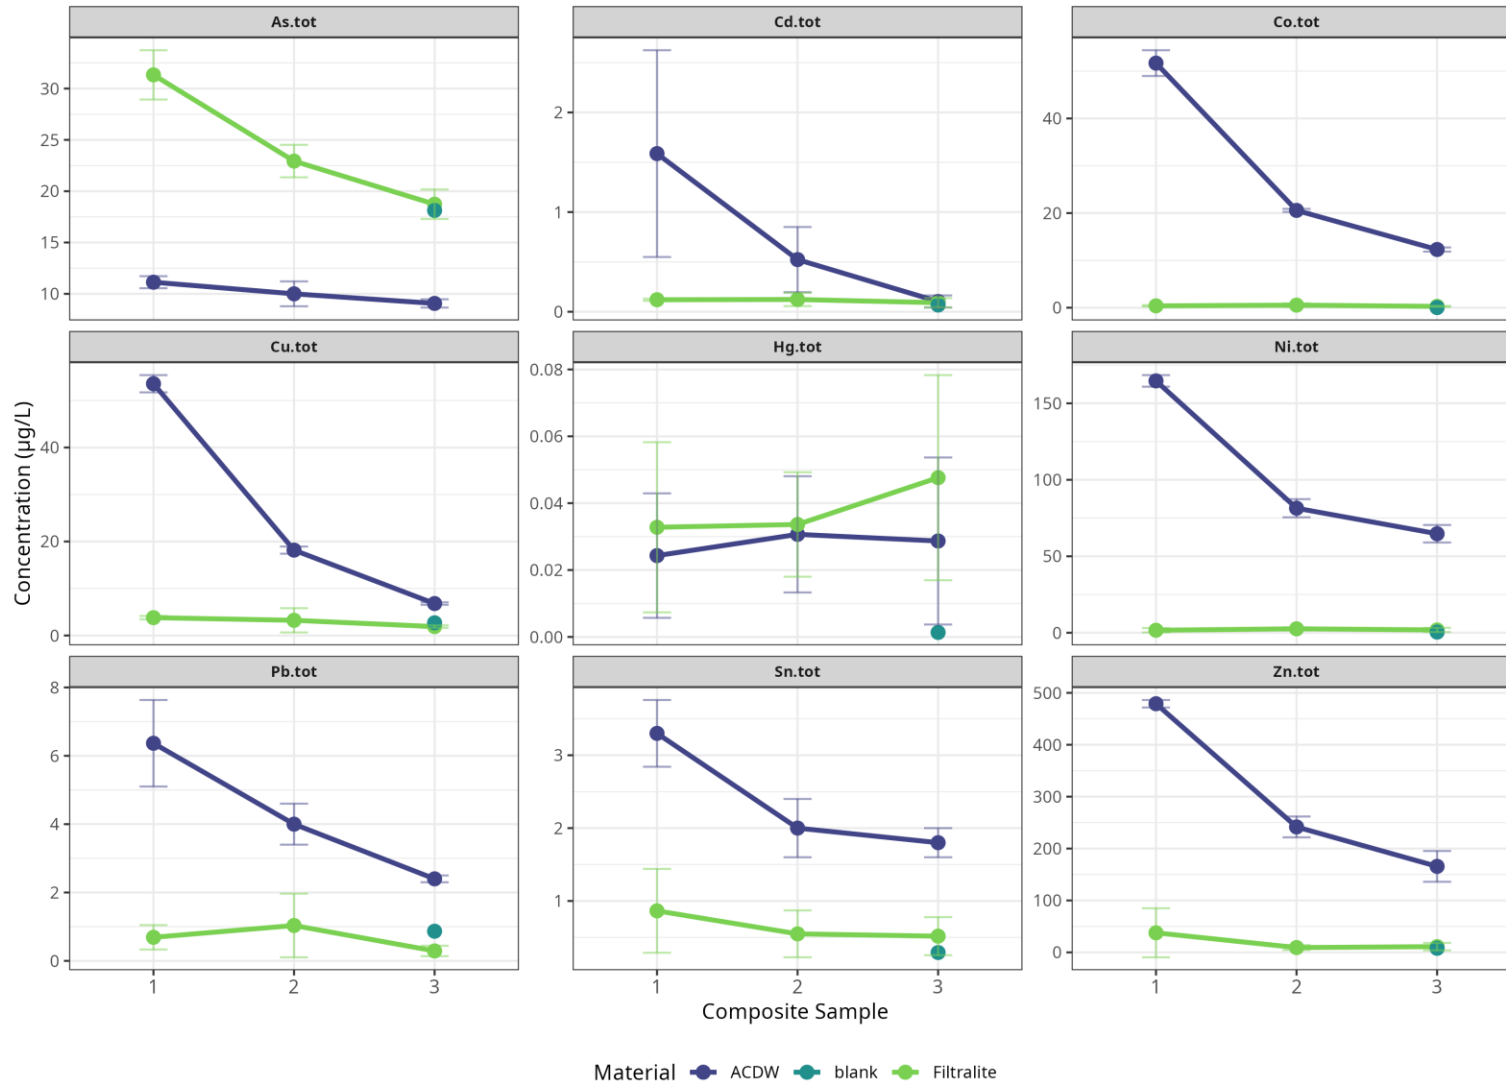 As.tot
Cd.tot
Co.tot
30
25
20
15
10
2
1
0
40
20
0
Cu.tot
Hg.tot
Ni.tot
40
20
0
0.08
0.06
0.04
0.02
0.00
150
100
50
0
Pb.tot
Sn.tot
Zn.tot
8
6
4
2
0
3
2
1
500
400
300
200
100
0
1 2 3
1 2 3
1 2 3
Concentration (µg/L)
Composite Sample
Material ACDW blank Filtralite